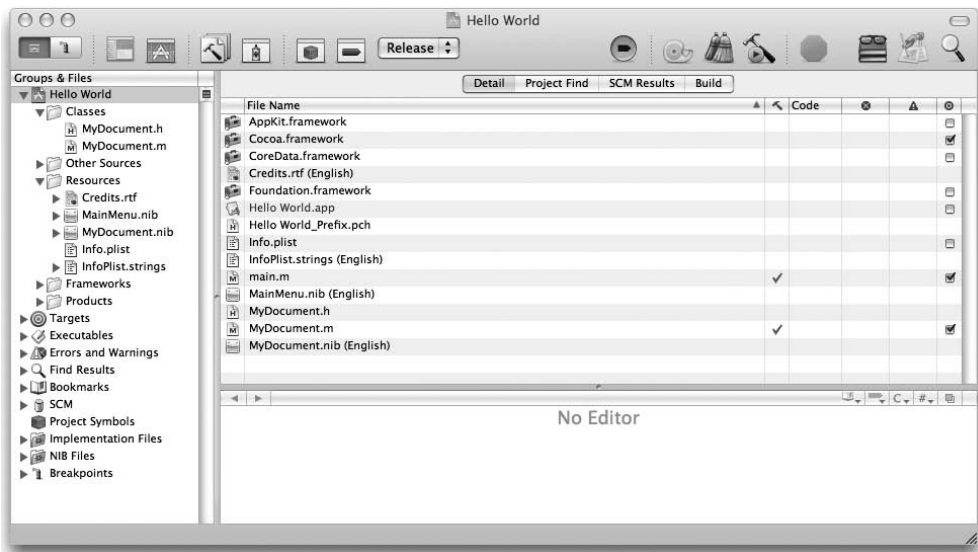 Hello World
Release
Groups & Files
Hello World
Classes
MyDocument.h
MyDocument.m
Other Sources
Resources
Credits.rtf
MainMenu.nib
MyDocument.nib
Info.plist
InfoPlist.strings
Frameworks
Products
Targets
Executables
Errors and Warnings
Find Results
Bookmarks
SCM
Project Symbols
Implementation Files
NIB Files
Breakpoints
Detail Project Find SCM Results Build
File Name Code
AppKit.framework
Cocoa.framework
CoreData.framework
Credits.rtf (English)
Foundation.framework
Hello World.app
Hello World_Prefix.pch
Info.plist
InfoPlist.strings (English)
main.m
MainMenu.nib (English)
MyDocument.h
MyDocument.m
MyDocument.nib (English)
C #
No Editor